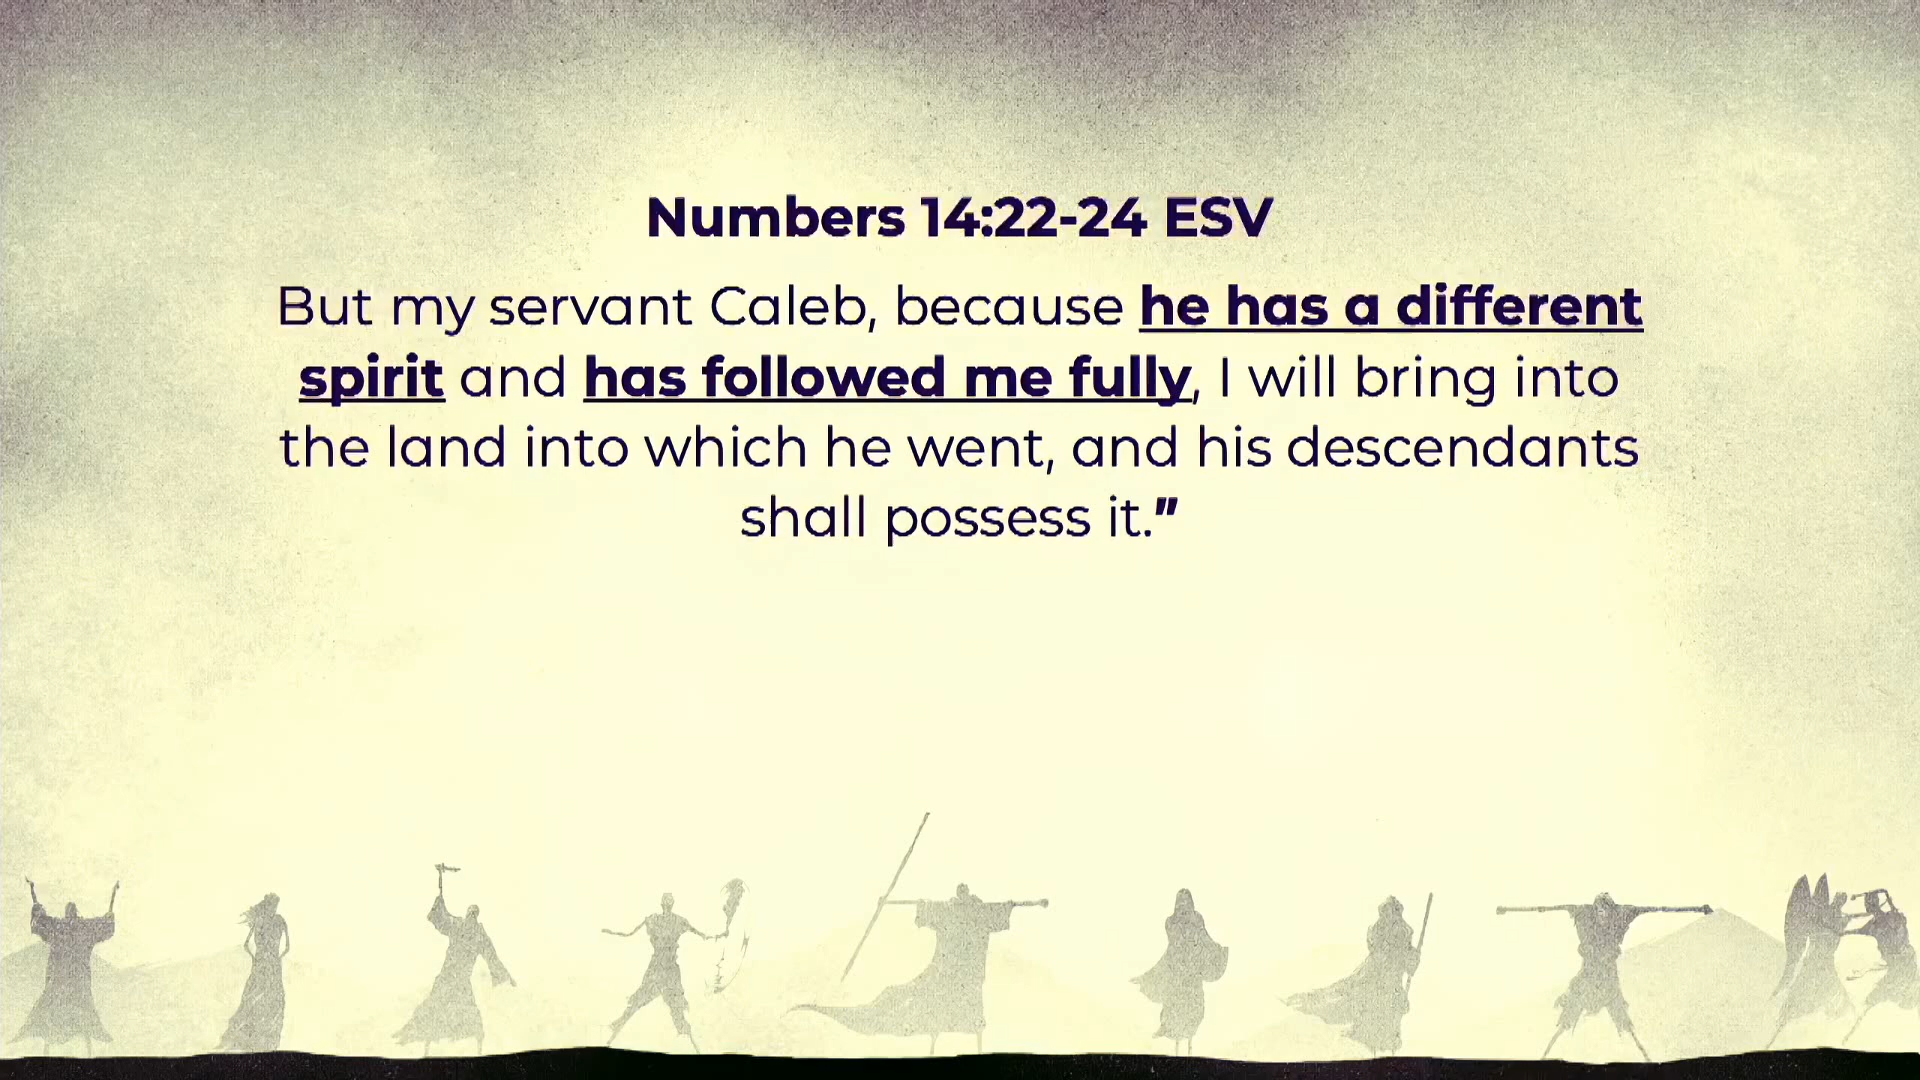 Numbers 14:22-24 ESV
But my servant Caleb, because he has a different
spirit and has followed me fully, I will bring into
the land into which he went, and his descendants
shall possess it."